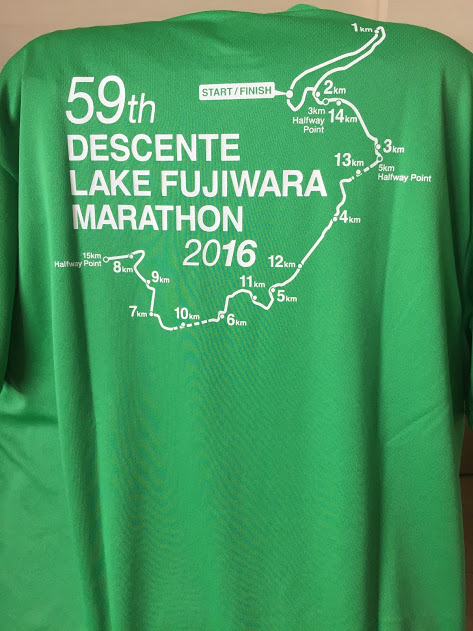 1km
START / FINISH
2km
3km
Halfway
Point
14km
59th
DESCENTE
LAKE FUJIWARA
MARATHON
2016
3km
13km
5km
Halfway Point
4km
15km
Halfway Point
8km
12km
9km
11km
5km
7km
10km
6km